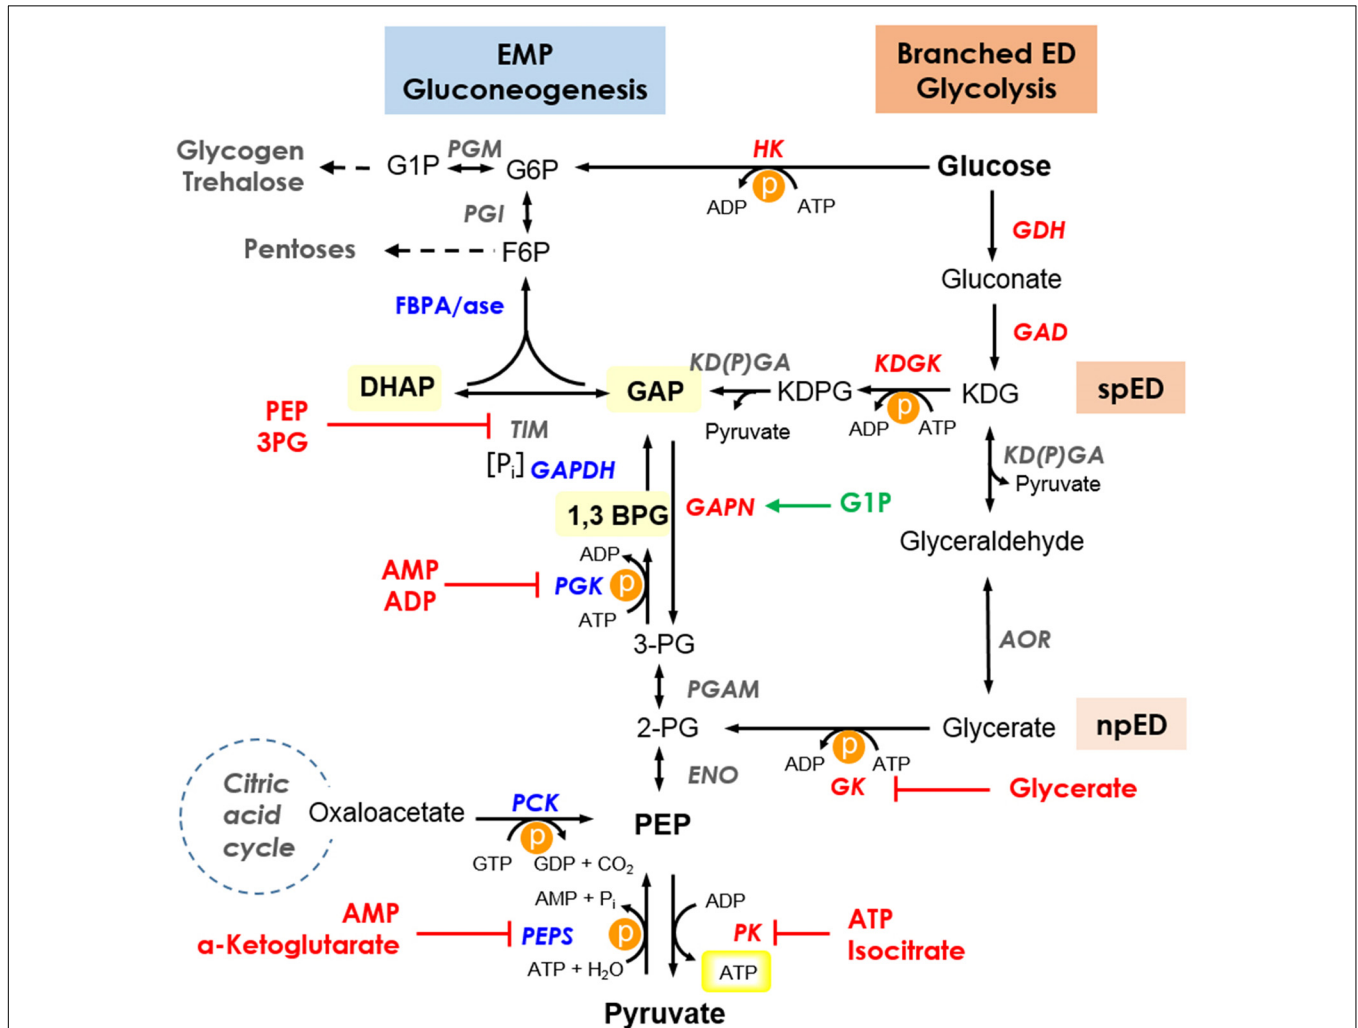 EMP
Gluconeogenesis
Branched ED
Glycolysis
Glycogen
Trehalose
G1P
PGM
G6P
HK
p
ADP
ATP
Glucose
PGI
GDH
Pentoses
F6P
Gluconate
FBPA/ase
GAD
DHAP
GAP
KD(P)GA
Pyruvate
KDPG
KDGK
p
ADP
ATP
KDG
spED
PEP
3PG
TIM
[Pi]
GAPDH
KD(P)GA
Pyruvate
1,3 BPG
GAPN
G1P
Glyceraldehyde
AMP
ADP
PGK
ADP
p
ATP
3-PG
AOR
PGAM
2-PG
ADP
p
ATP
GK
Glycerate
npED
ENO
Glycerate
Citric
acid
cycle
Oxaloacetate
PCK
p
GTP
GDP + CO2
PEP
AMP
α-Ketoglutarate
PEPS
AMP + Pi
p
ATP + H2O
ADP
PK
ATP
ATP
Isocitrate
Pyruvate